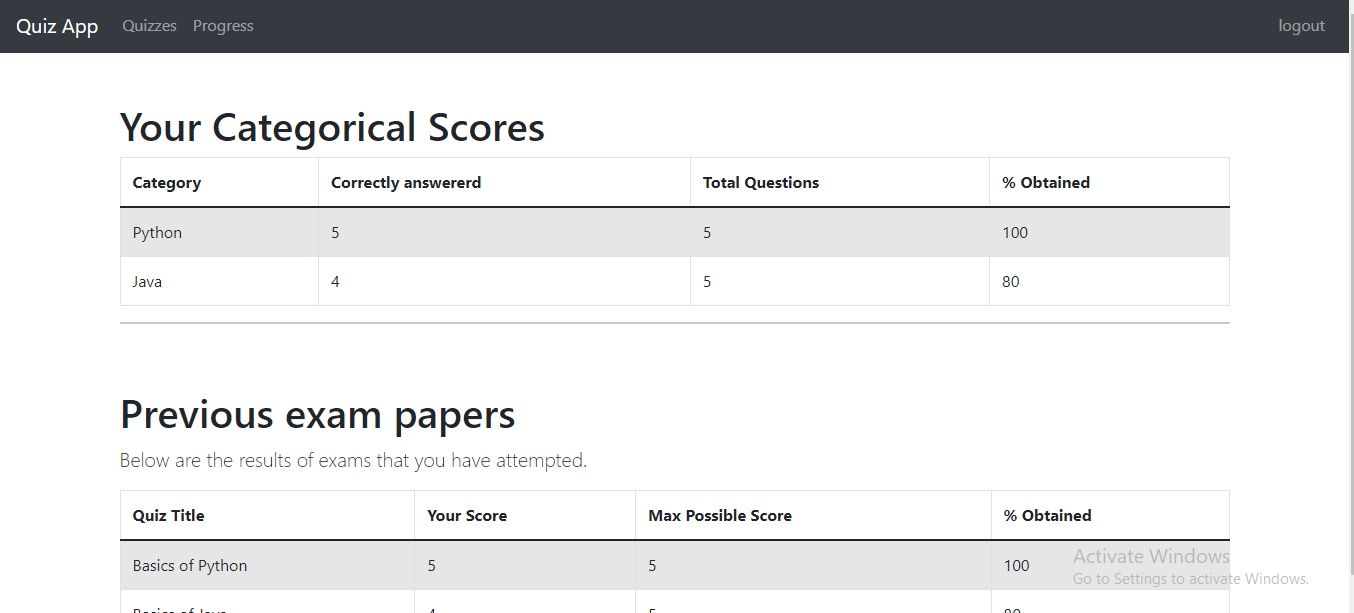 Quiz App Quizzes Progress logout
Your Categorical Scores
Category Correctly answererd Total Questions % Obtained
Python 5 5 100
Java 4 5 80
Previous exam papers
Below are the results of exams that you have attempted.
Quiz Title Your Score Max Possible Score % Obtained
Activate Windows
Basics of Python 5 5 100
Go to Settings to activate Windows.
Basics of Java 4 5 80